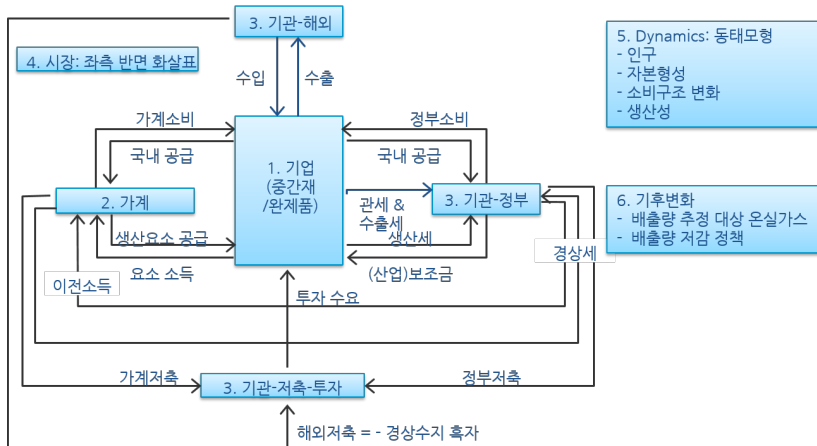 3. 기관-해외
4. 시장: 좌측 반면 화살표
수입
수출
5. Dynamics: 동태모형
- 인구
- 자본형성
- 소비구조 변화
- 생산성
가계소비
정부소비
국내 공급
국내 공급
1. 기업
(중간재
/완제품)
2. 가계
관세 &
수출세
3. 기관-정부
6. 기후변화
- 배출량 추정 대상 온실가스
- 배출량 저감 정책
생산요소 공급
생산세
경상세
요소 소득
(산업)보조금
이전소득
투자 수요
가계저축
정부저축
3. 기관-저축-투자
해외저축 = - 경상수지 흑자